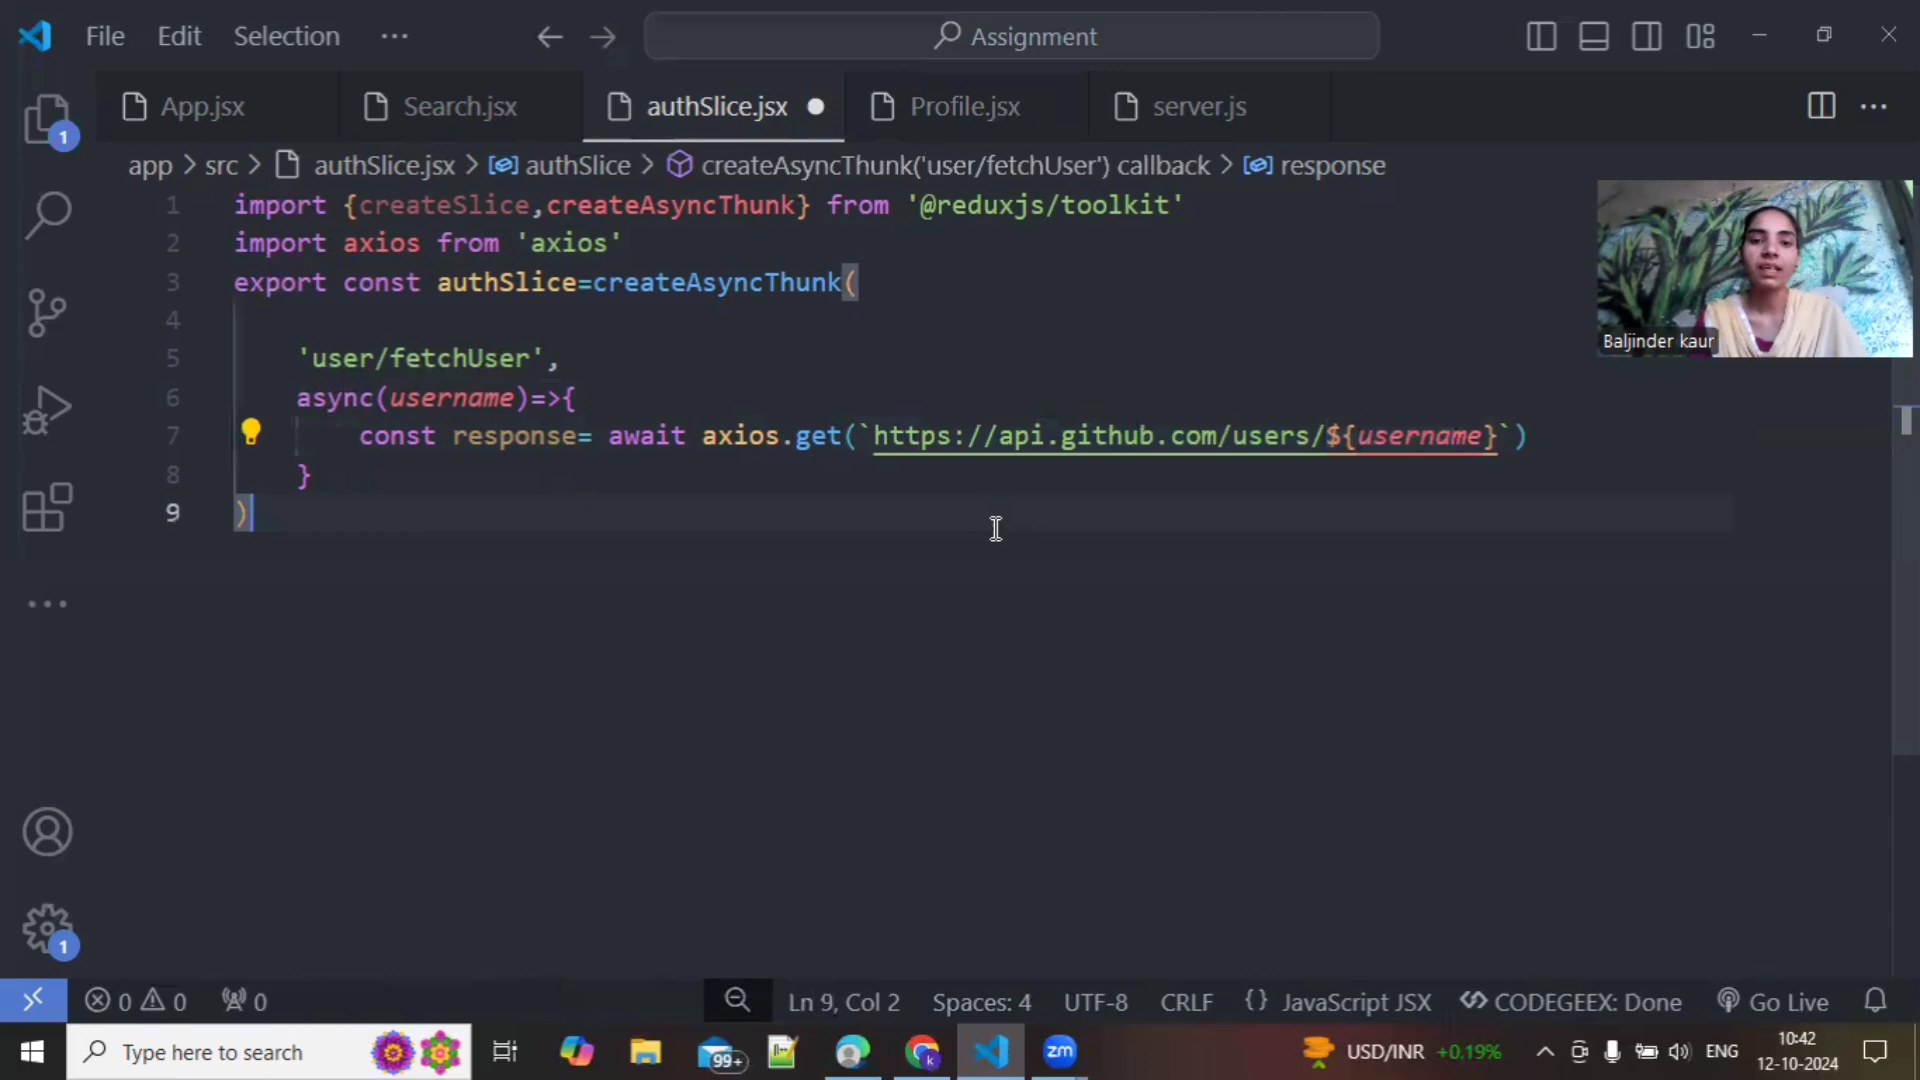 File Edit Selection ··· Assignment
1
App.jsx Search.jsx authSlice.jsx Profile.jsx server.js ···
app > src > authSlice.jsx > authSlice > createAsyncThunk('user/fetchUser') callback > response
1 import {createSlice,createAsyncThunk} from '@reduxjs/toolkit'
2 import axios from 'axios'
3 export const authSlice=createAsyncThunk(
4
5 'user/fetchUser',
6 async(username)=>{
7 const response= await axios.get(`https://api.github.com/users/${username}`)
8 }
9 )
Baljinder kaur
1
0 0 0 Ln 9, Col 2 Spaces: 4 UTF-8 CRLF {} JavaScript JSX CODEGEEX: Done Go Live
Type here to search 99+ zm USD/INR +0.19% ENG 10:42
12-10-2024